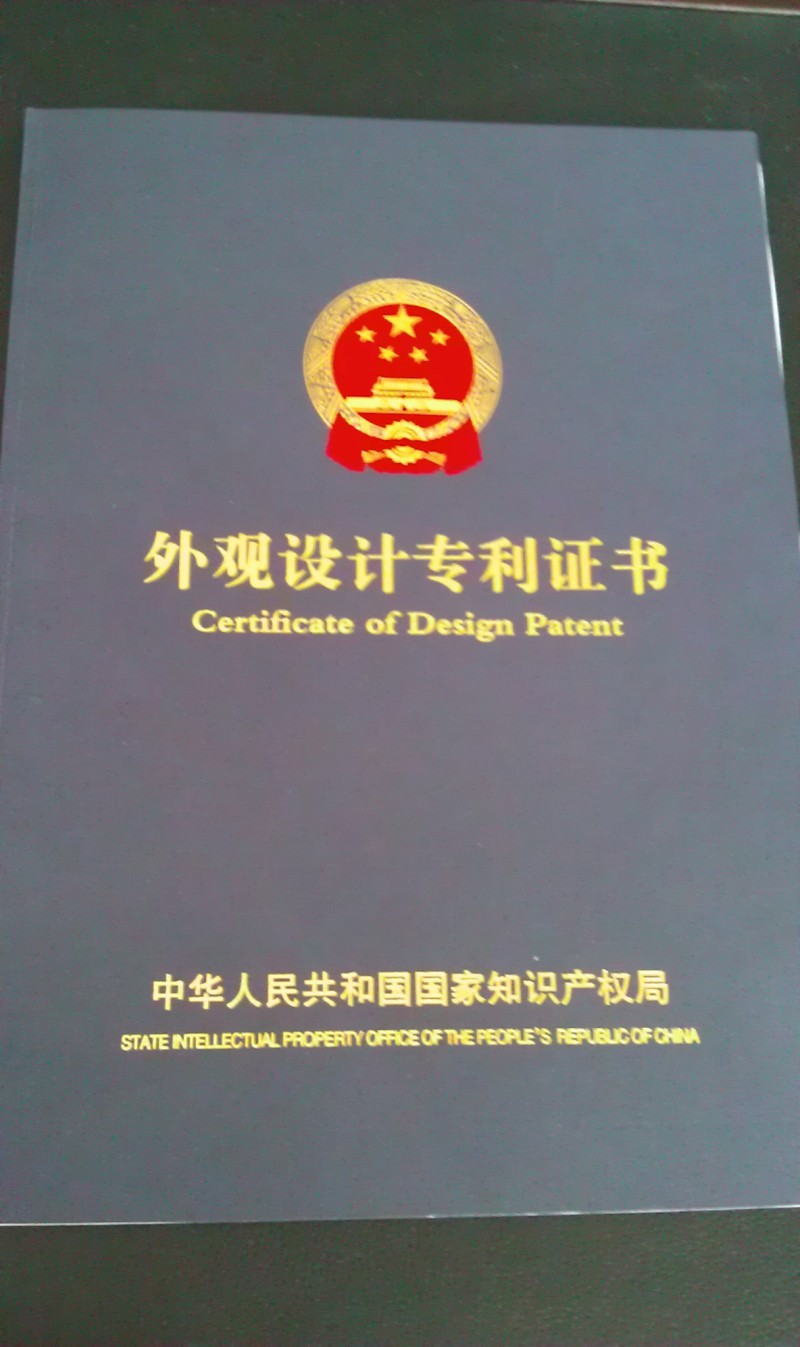 外观设计专利证书
Certificate of Design Patent
中华人民共和国国家知识产权局
STATE INTELLECTUAL PROPERTY OFFICE OF THE PEOPLE'S REPUBLIC OF CHINA